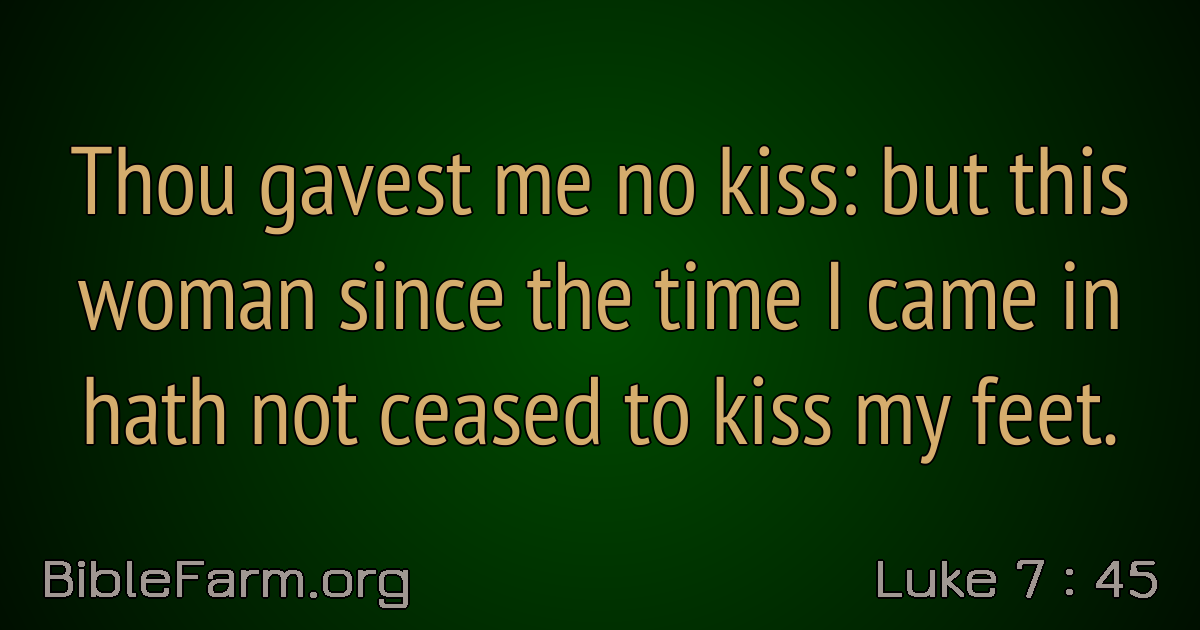 Thou gavest me no kiss: but this
woman since the time I came in
hath not ceased to kiss my feet.
BibleFarm.org
Luke 7 : 45